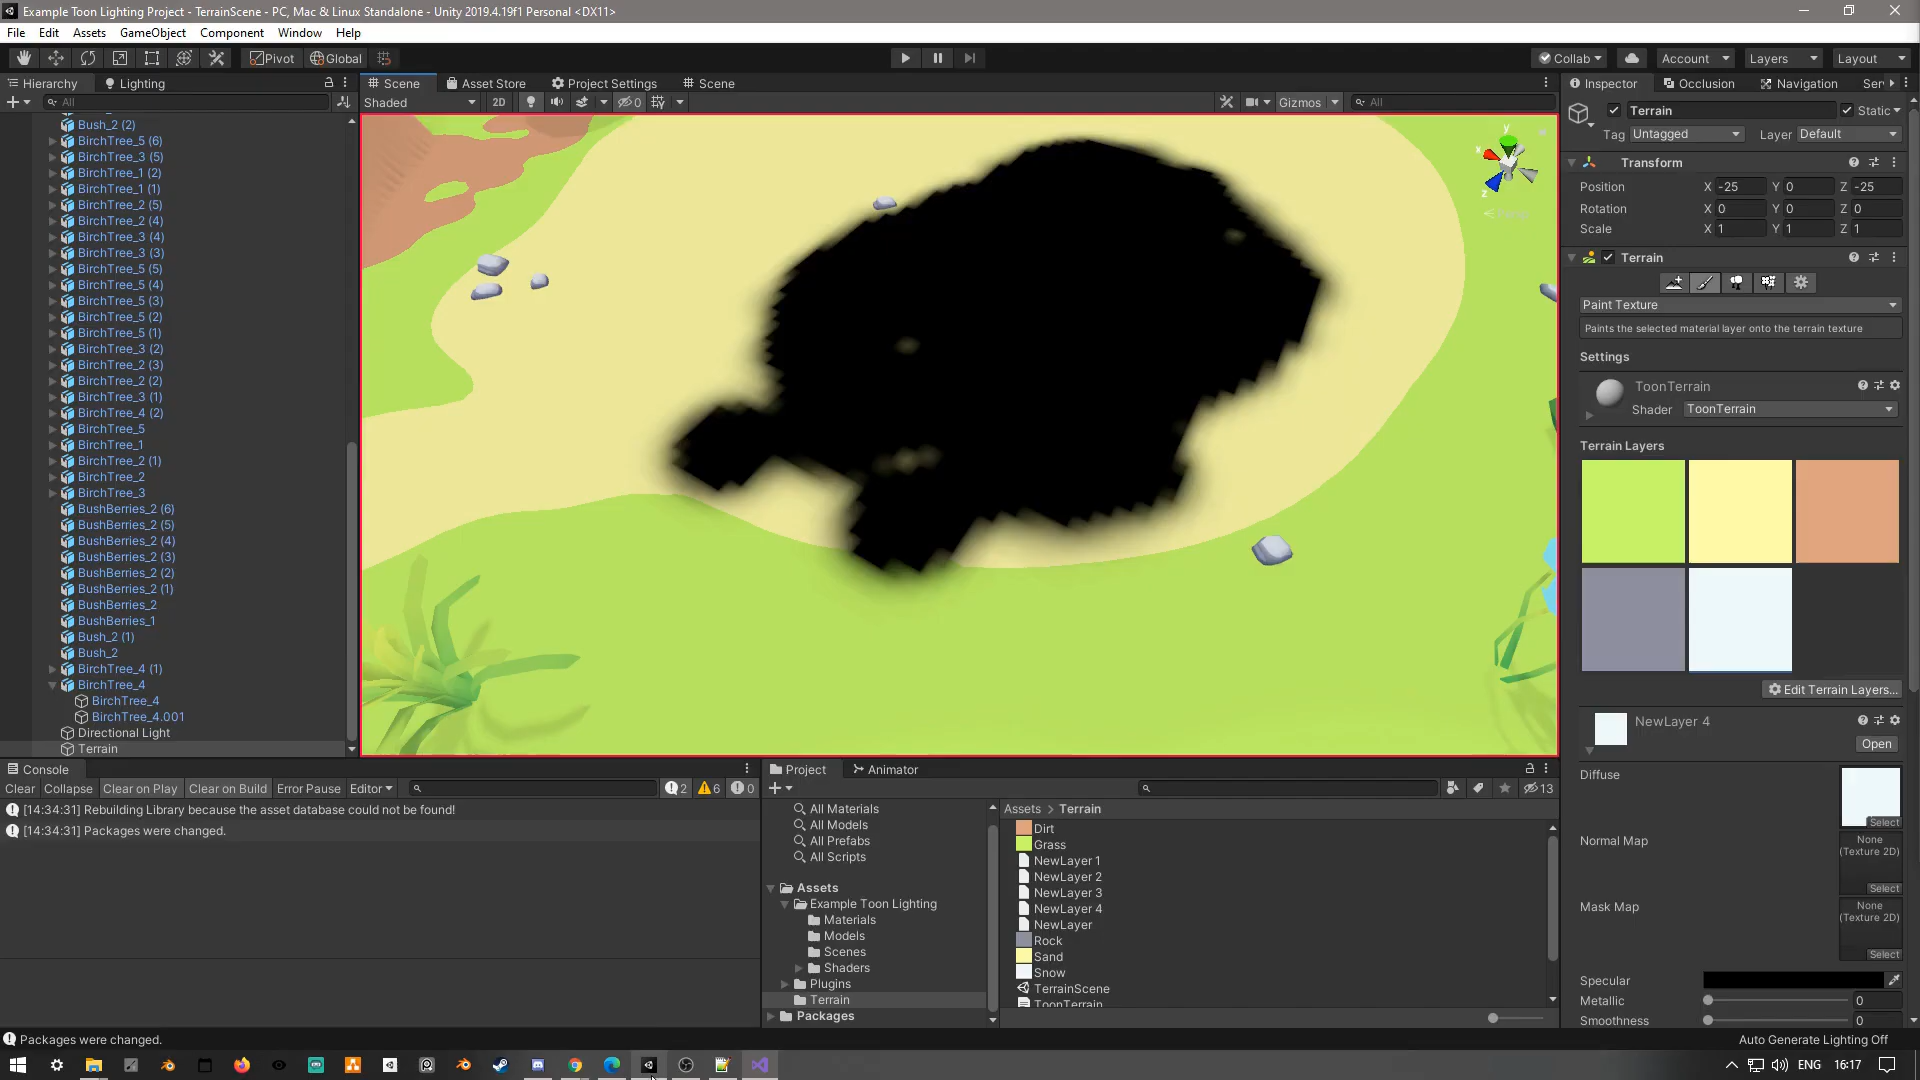 Example Toon Lighting Project - TerrainScene - PC, Mac & Linux Standalone - Unity 2019.4.19f1 Personal <DX11>
File Edit Assets GameObject Component Window Help
Pivot Global Collab Account Layers Layout
Hierarchy Lighting
All
Bush_2 (2)
BirchTree_5 (6)
BirchTree_3 (5)
BirchTree_1 (2)
BirchTree_1 (1)
BirchTree_2 (5)
BirchTree_2 (4)
BirchTree_3 (4)
BirchTree_3 (3)
BirchTree_5 (5)
BirchTree_5 (4)
BirchTree_5 (3)
BirchTree_5 (2)
BirchTree_5 (1)
BirchTree_3 (2)
BirchTree_2 (3)
BirchTree_2 (2)
BirchTree_3 (1)
BirchTree_4 (2)
BirchTree_5
BirchTree_1
BirchTree_2 (1)
BirchTree_2
BirchTree_3
BushBerries_2 (6)
BushBerries_2 (5)
BushBerries_2 (4)
BushBerries_2 (3)
BushBerries_2 (2)
BushBerries_2 (1)
BushBerries_2
BushBerries_1
Bush_2 (1)
Bush_2
BirchTree_4 (1)
BirchTree_4
BirchTree_4
BirchTree_4.001
Directional Light
Terrain
Scene Asset Store Project Settings Scene
Shaded 2D 0 Gizmos All
y
x
z
Inspector Occlusion Navigation Ser
Terrain Static
Tag Untagged Layer Default
Transform
Position X -25 Y 0 Z -25
Rotation X 0 Y 0 Z 0
Scale X 1 Y 1 Z 1
Terrain
Paint Texture
Paints the selected material layer onto the terrain texture
Settings
ToonTerrain
Shader ToonTerrain
Terrain Layers
Edit Terrain Layers...
NewLayer 4
Open
Diffuse
Select
Normal Map
None
(Texture 2D)
Select
Mask Map
None
(Texture 2D)
Select
Specular
Metallic 0
Smoothness 0
Console
Clear Collapse Clear on Play Clear on Build Error Pause Editor 2 6 0
[14:34:31] Rebuilding Library because the asset database could not be found!
[14:34:31] Packages were changed.
Project Animator
13
All Materials
All Models
All Prefabs
All Scripts
Assets
Example Toon Lighting
Materials
Models
Scenes
Shaders
Plugins
Terrain
Packages
Assets > Terrain
Dirt
Grass
NewLayer 1
NewLayer 2
NewLayer 3
NewLayer 4
NewLayer
Rock
Sand
Snow
TerrainScene
ToonTerrain
Packages were changed.
Auto Generate Lighting Off
ENG 16:17